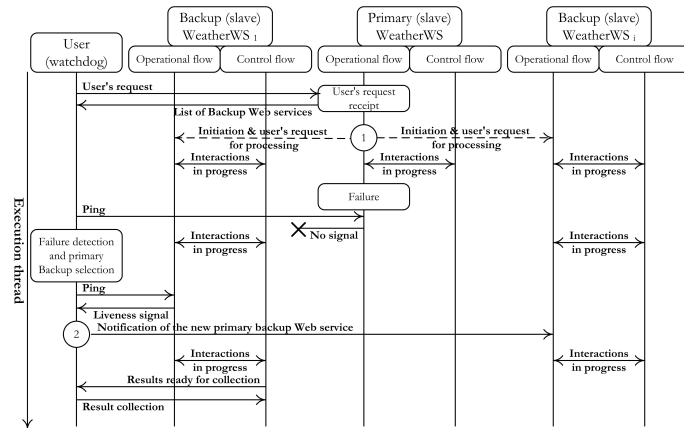 Backup (slave)
WeatherWS 1
Primary (slave)
WeatherWS
Backup (slave)
WeatherWS i
User
(watchdog)
Operational flow
Control flow
Operational flow
Control flow
Operational flow
Control flow
User's request
User's request
receipt
List of Backup Web services
Initiation & user's request
for processing
1
Initiation & user's request
for processing
Interactions
in progress
Interactions
in progress
Interactions
in progress
Failure
Ping
No signal
Execution thread
Failure detection
and primary
Backup selection
Interactions
in progress
Interactions
in progress
Ping
Liveness signal
2
Notification of the new primary backup Web service
Interactions
in progress
Interactions
in progress
Results ready for collection
Result collection